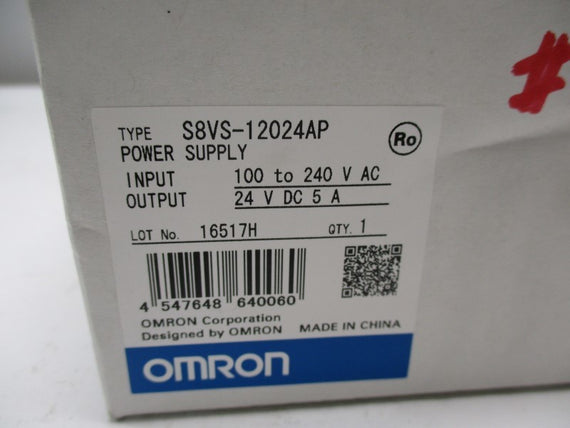 #
TYPE S8VS-12024AP
Ro
POWER SUPPLY
INPUT 100 to 240 V AC
OUTPUT 24 V DC 5 A
LOT No. 16517H QTY. 1
4 547648 640060
OMRON Corporation
Designed by OMRON MADE IN CHINA
OMRON